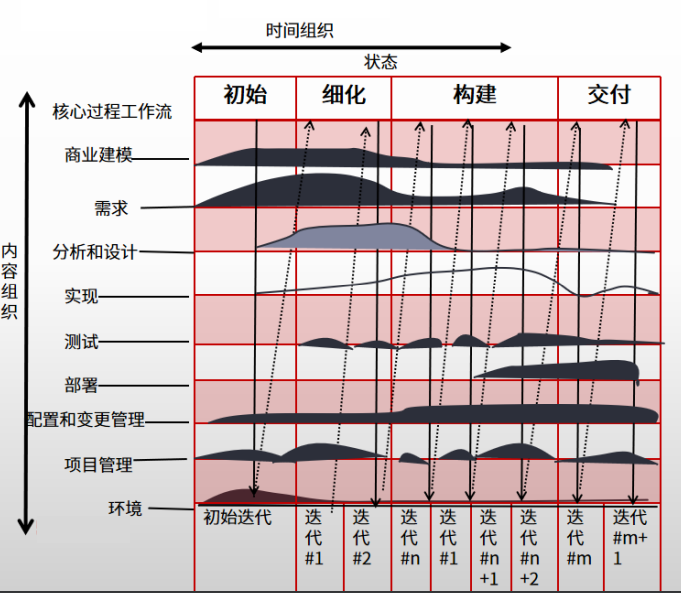 时间组织
状态
初始 细化 构建 交付
核心过程工作流
商业建模
需求
分析和设计
实现
测试
部署
配置和变更管理
项目管理
环境
内容组织
初始迭代
迭代#1
迭代#2
迭代#n
迭代#1
迭代#n+1
迭代#n+2
迭代#m
迭代#m+1